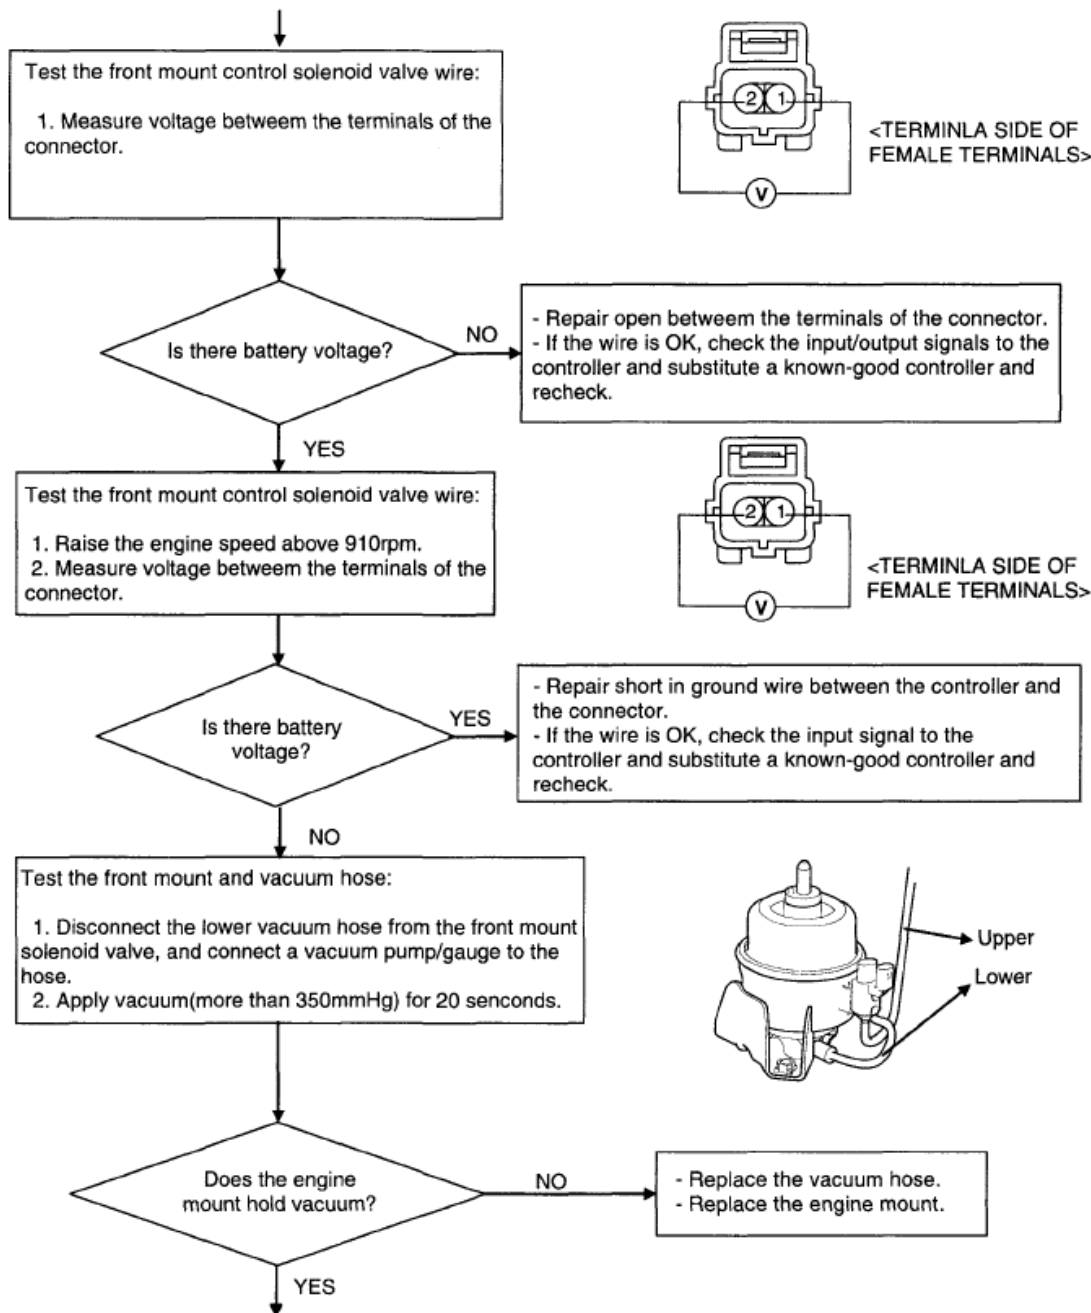 Test the front mount control solenoid valve wire:
1. Measure voltage betweem the terminals of the
connector.
2 1
V
<TERMINLA SIDE OF
FEMALE TERMINALS>
Is there battery voltage?
NO
- Repair open betweem the terminals of the connector.
- If the wire is OK, check the input/output signals to the
controller and substitute a known-good controller and
recheck.
YES
Test the front mount control solenoid valve wire:
1. Raise the engine speed above 910rpm.
2. Measure voltage betweem the terminals of the
connector.
2 1
V
<TERMINLA SIDE OF
FEMALE TERMINALS>
Is there battery
voltage?
YES
- Repair short in ground wire between the controller and
the connector.
- If the wire is OK, check the input signal to the
controller and substitute a known-good controller and
recheck.
NO
Test the front mount and vacuum hose:
1. Disconnect the lower vacuum hose from the front mount
solenoid valve, and connect a vacuum pump/gauge to the
hose.
2. Apply vacuum(more than 350mmHg) for 20 senconds.
Upper
Lower
Does the engine
mount hold vacuum?
NO
- Replace the vacuum hose.
- Replace the engine mount.
YES